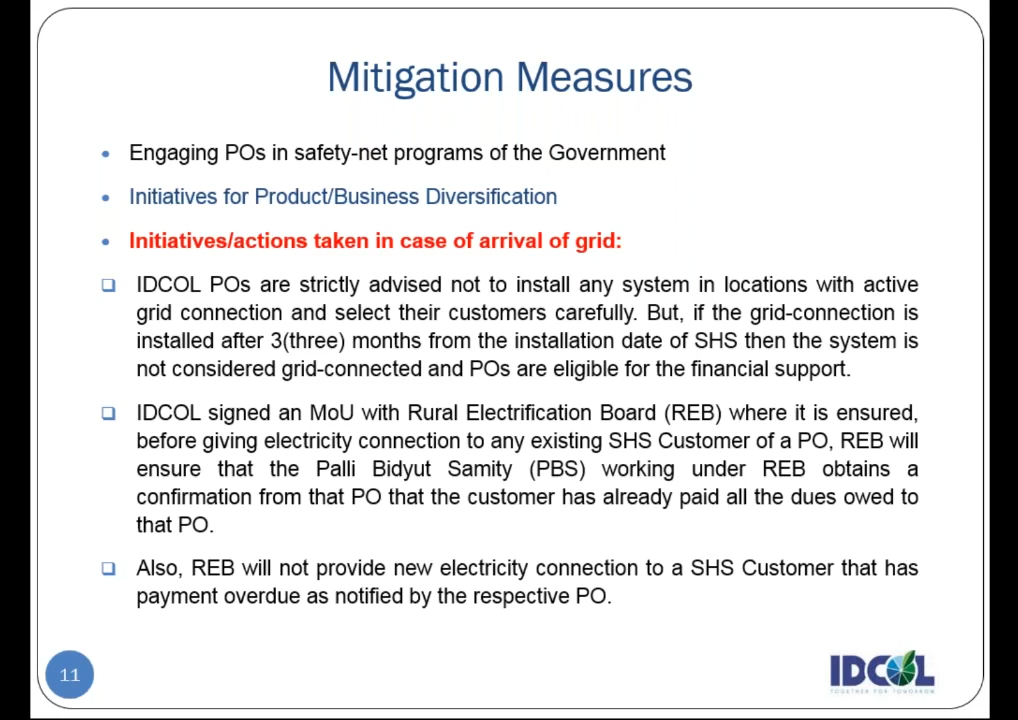 Mitigation Measures
Engaging POs in safety-net programs of the Government
Initiatives for Product/Business Diversification
Initiatives/actions taken in case of arrival of grid:
IDCOL POs are strictly advised not to install any system in locations with active
grid connection and select their customers carefully. But, if the grid-connection is
installed after 3(three) months from the installation date of SHS then the system is
not considered grid-connected and POs are eligible for the financial support.
IDCOL signed an MoU with Rural Electrification Board (REB) where it is ensured,
before giving electricity connection to any existing SHS Customer of a PO, REB will
ensure that the Palli Bidyut Samity (PBS) working under REB obtains a
confirmation from that PO that the customer has already paid all the dues owed to
that PO.
Also, REB will not provide new electricity connection to a SHS Customer that has
payment overdue as notified by the respective PO.
11
IDCOL
TOGETHER FOR TOMORROW